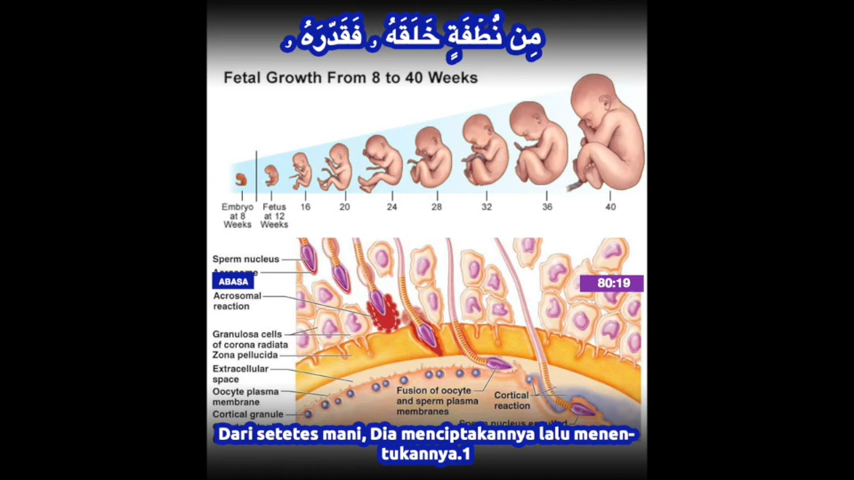 مِن نُّطْفَةٍ خَلَقَهُۥ فَقَدَّرَهُۥ
Fetal Growth From 8 to 40 Weeks
Embryo at 8 Weeks
Fetus at 12 Weeks
16
20
24
28
32
36
40
Sperm nucleus
ABASA
80:19
Acrosomal
reaction
Granulosa cells
of corona radiata
Zona pellucida
Extracellular
space
Oocyte plasma
membrane
Cortical granule
Fusion of oocyte
and sperm plasma
membranes
Cortical
reaction
Dari setetes mani, Dia menciptakannya lalu menen-
tukannya.1